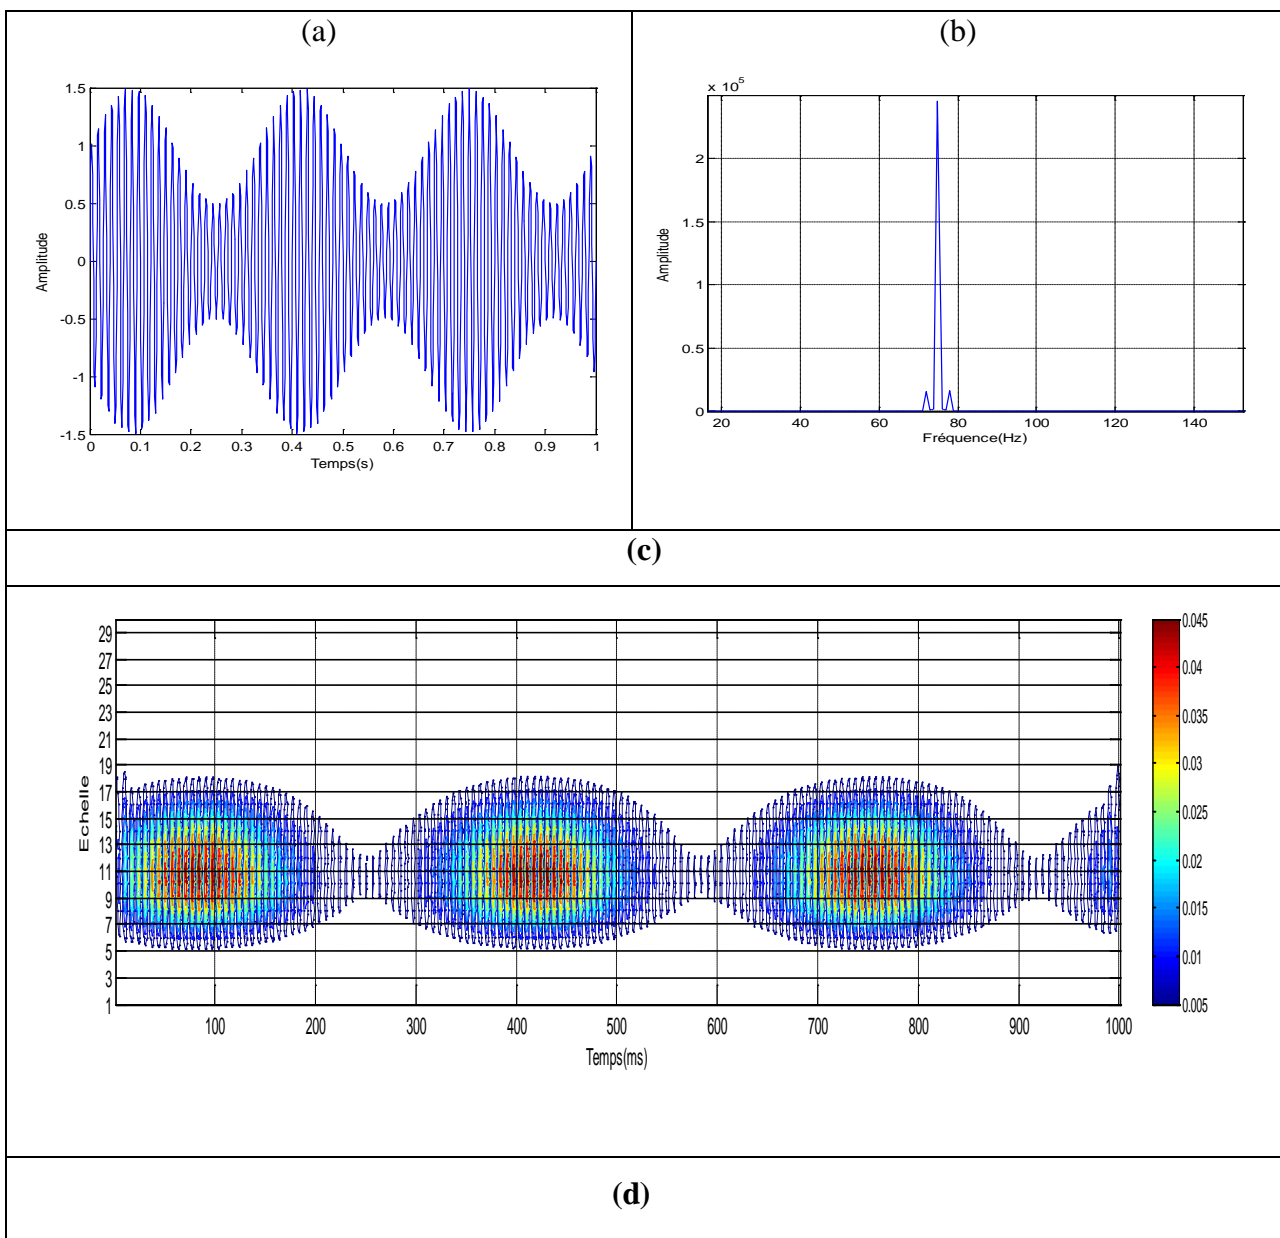 (a)
(b)
1.5
1
0.5
0
-0.5
-1
-1.5
Amplitude
0 0.1 0.2 0.3 0.4 0.5 0.6 0.7 0.8 0.9 1
Temps(s)
x 10⁵
2
1.5
1
0.5
0
Amplitude
20 40 60 80 100 120 140
Fréquence(Hz)
(c)
29
27
25
23
21
19
17
15
13
11
9
7
5
3
1
Echelle
100 200 300 400 500 600 700 800 900 1000
Temps(ms)
0.045
0.04
0.035
0.03
0.025
0.02
0.015
0.01
0.005
(d)